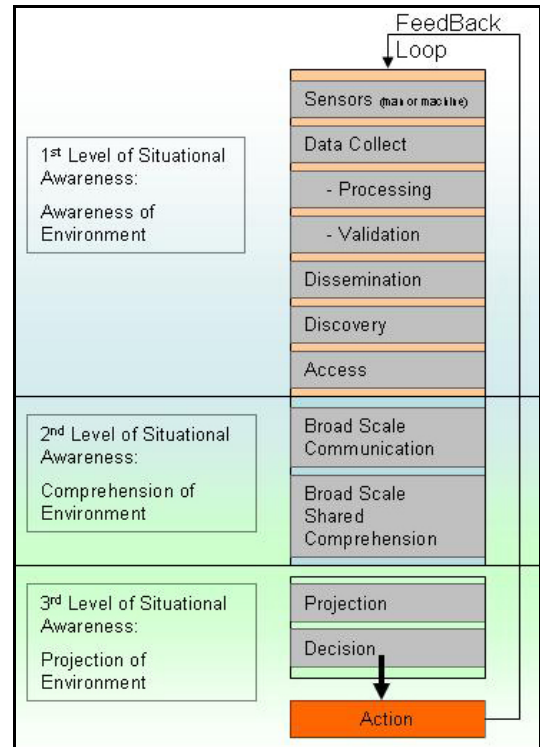 FeedBack
Loop
Sensors (man or machine)
Data Collect
- Processing
- Validation
Dissemination
Discovery
Access
1st Level of Situational
Awareness:
Awareness of
Environment
Broad Scale
Communication
Broad Scale
Shared
Comprehension
2nd Level of Situational
Awareness:
Comprehension of
Environment
Projection
Decision
3rd Level of Situational
Awareness:
Projection of
Environment
Action